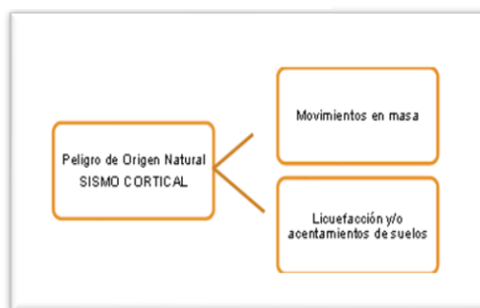 Peligro de Origen Natural
SISMO CORTICAL
Movimientos en masa
Licuefacción y/o
acentamientos de suelos